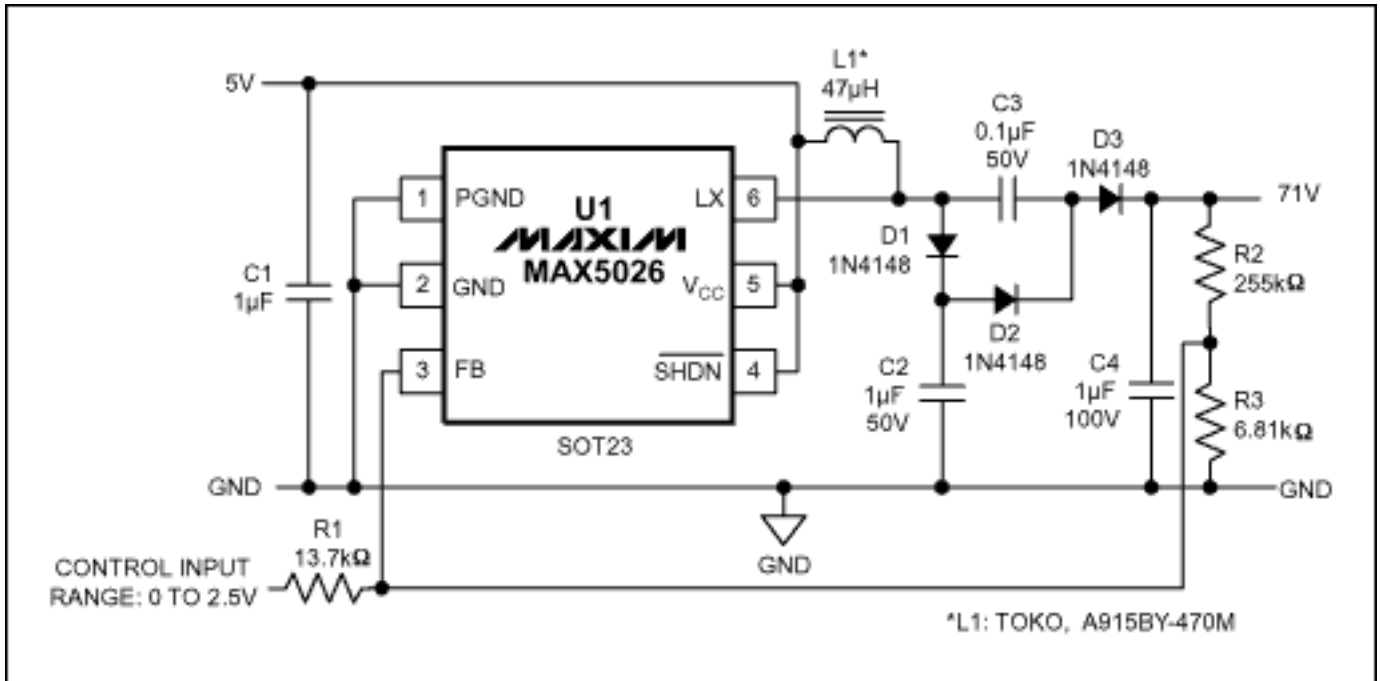 L1*
47µH
5V
C3
0.1µF
50V
D3
1N4148
71V
1
PGND
LX
6
U1
MAXIM
MAX5026
D1
1N4148
R2
255kΩ
C1
1µF
2
GND
VCC
5
D2
1N4148
3
FB
SHDN
4
C2
1µF
50V
C4
1µF
100V
R3
6.81kΩ
SOT23
GND
GND
R1
13.7kΩ
GND
CONTROL INPUT
RANGE: 0 TO 2.5V
*L1: TOKO, A915BY-470M